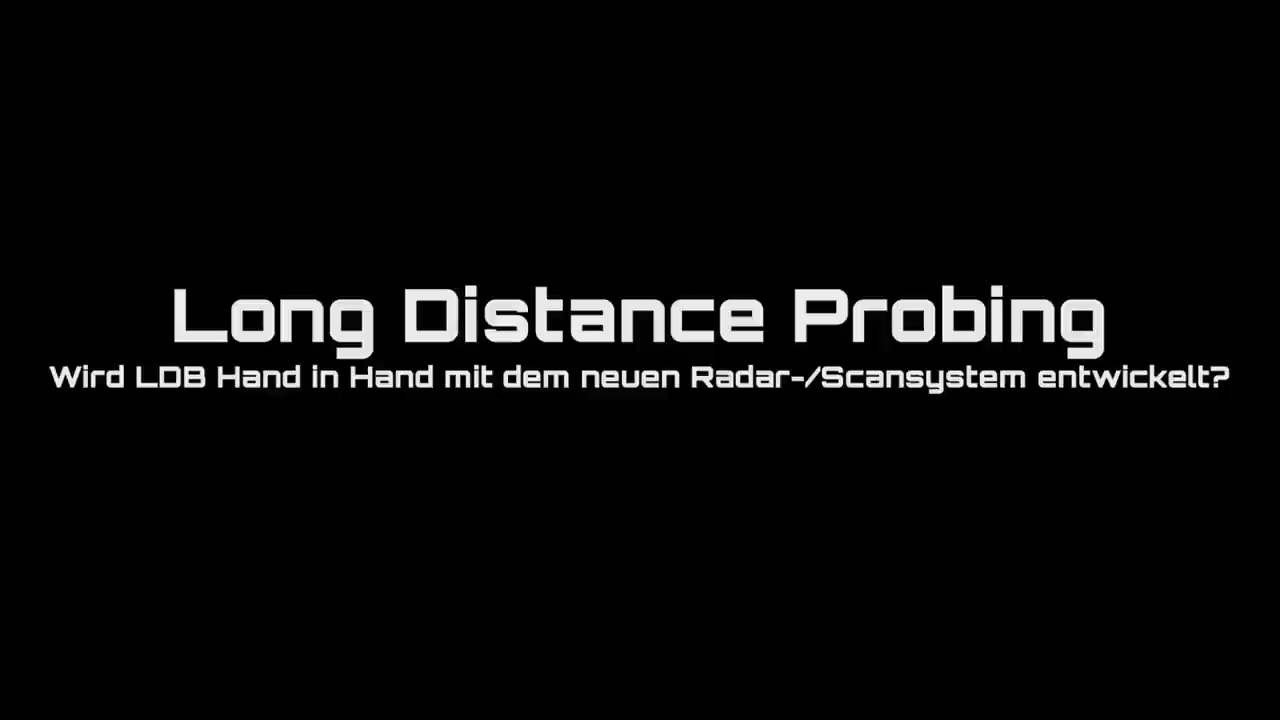 Long Distance Probing
Wird LDB Hand in Hand mit dem neuen Radar-/Scansystem entwickelt?